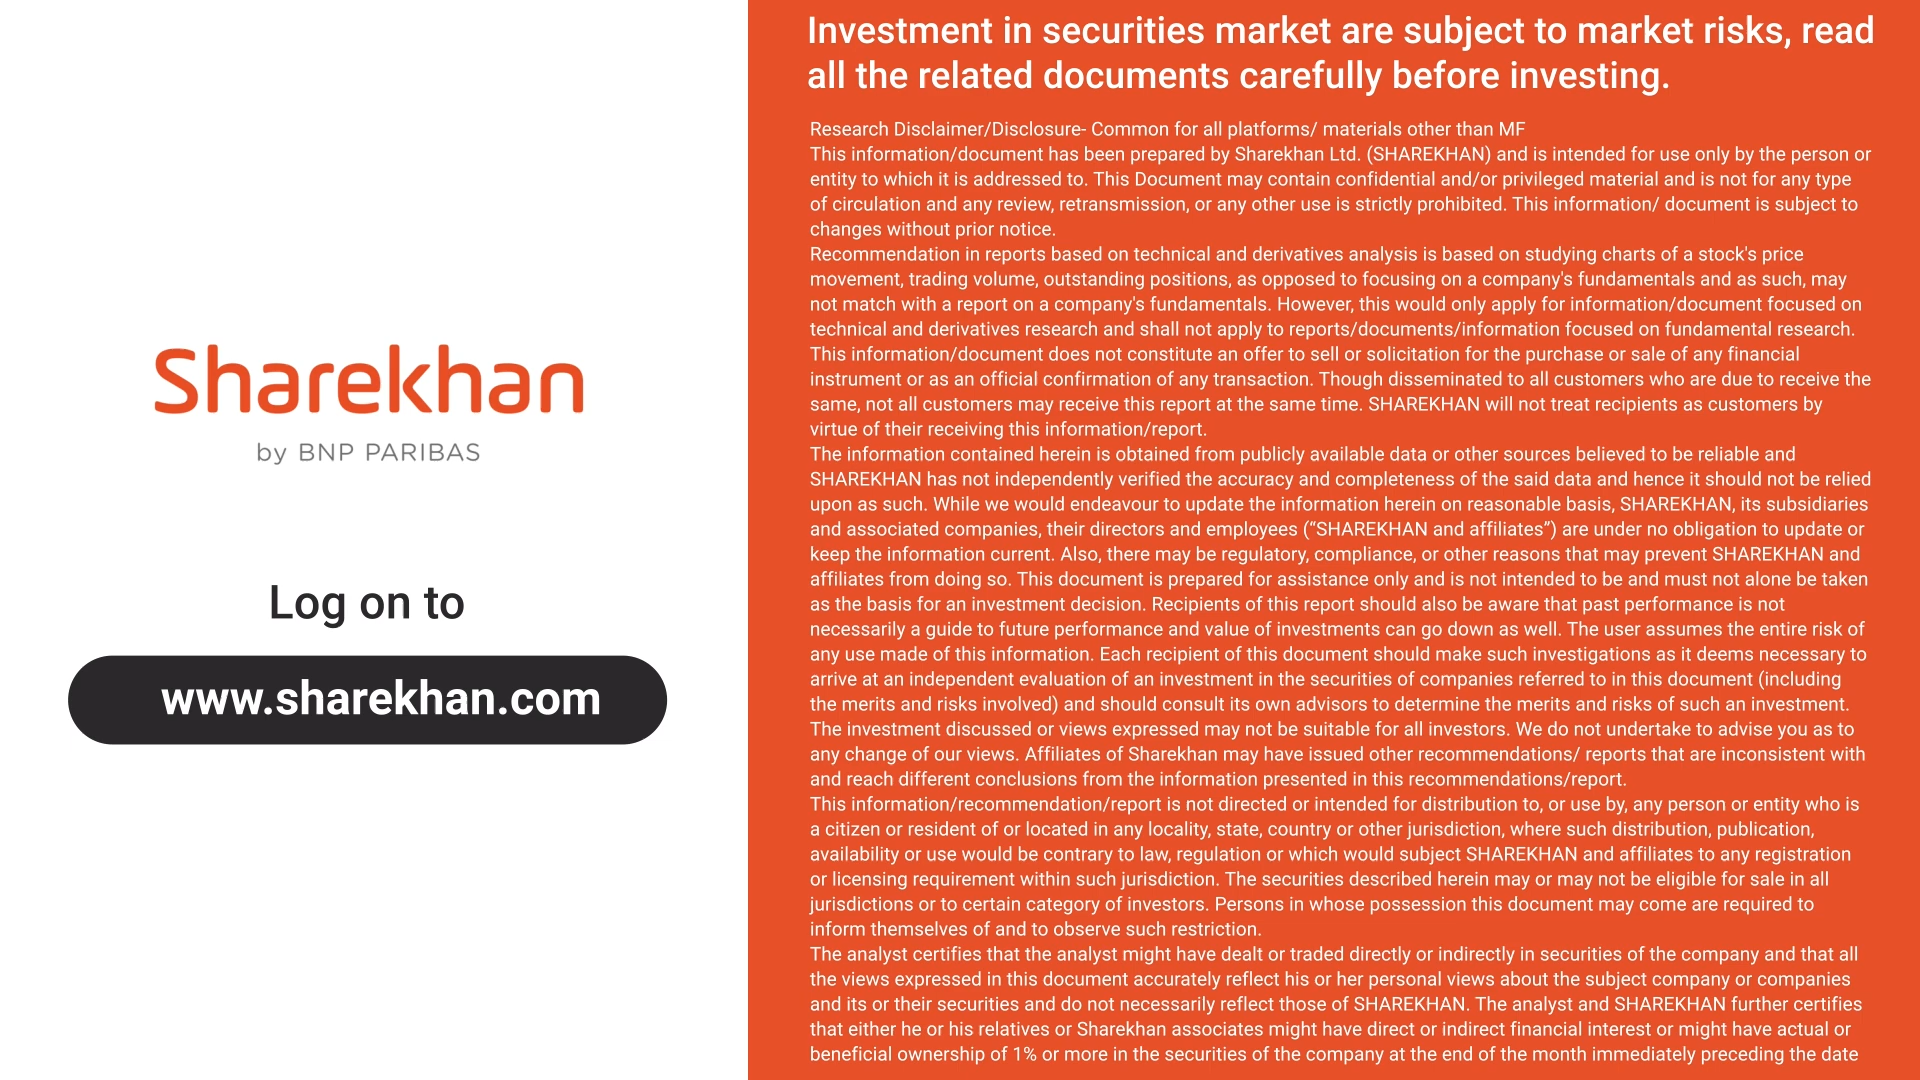 Sharekhan
by BNP PARIBAS
Log on to
www.sharekhan.com
Investment in securities market are subject to market risks, read
all the related documents carefully before investing.
Research Disclaimer/Disclosure- Common for all platforms/ materials other than MF
This information/document has been prepared by Sharekhan Ltd. (SHAREKHAN) and is intended for use only by the person or
entity to which it is addressed to. This Document may contain confidential and/or privileged material and is not for any type
of circulation and any review, retransmission, or any other use is strictly prohibited. This information/ document is subject to
changes without prior notice.
Recommendation in reports based on technical and derivatives analysis is based on studying charts of a stock's price
movement, trading volume, outstanding positions, as opposed to focusing on a company's fundamentals and as such, may
not match with a report on a company's fundamentals. However, this would only apply for information/document focused on
technical and derivatives research and shall not apply to reports/documents/information focused on fundamental research.
This information/document does not constitute an offer to sell or solicitation for the purchase or sale of any financial
instrument or as an official confirmation of any transaction. Though disseminated to all customers who are due to receive the
same, not all customers may receive this report at the same time. SHAREKHAN will not treat recipients as customers by
virtue of their receiving this information/report.
The information contained herein is obtained from publicly available data or other sources believed to be reliable and
SHAREKHAN has not independently verified the accuracy and completeness of the said data and hence it should not be relied
upon as such. While we would endeavour to update the information herein on reasonable basis, SHAREKHAN, its subsidiaries
and associated companies, their directors and employees (“SHAREKHAN and affiliates”) are under no obligation to update or
keep the information current. Also, there may be regulatory, compliance, or other reasons that may prevent SHAREKHAN and
affiliates from doing so. This document is prepared for assistance only and is not intended to be and must not alone be taken
as the basis for an investment decision. Recipients of this report should also be aware that past performance is not
necessarily a guide to future performance and value of investments can go down as well. The user assumes the entire risk of
any use made of this information. Each recipient of this document should make such investigations as it deems necessary to
arrive at an independent evaluation of an investment in the securities of companies referred to in this document (including
the merits and risks involved) and should consult its own advisors to determine the merits and risks of such an investment.
The investment discussed or views expressed may not be suitable for all investors. We do not undertake to advise you as to
any change of our views. Affiliates of Sharekhan may have issued other recommendations/ reports that are inconsistent with
and reach different conclusions from the information presented in this recommendations/report.
This information/recommendation/report is not directed or intended for distribution to, or use by, any person or entity who is
a citizen or resident of or located in any locality, state, country or other jurisdiction, where such distribution, publication,
availability or use would be contrary to law, regulation or which would subject SHAREKHAN and affiliates to any registration
or licensing requirement within such jurisdiction. The securities described herein may or may not be eligible for sale in all
jurisdictions or to certain category of investors. Persons in whose possession this document may come are required to
inform themselves of and to observe such restriction.
The analyst certifies that the analyst might have dealt or traded directly or indirectly in securities of the company and that all
the views expressed in this document accurately reflect his or her personal views about the subject company or companies
and its or their securities and do not necessarily reflect those of SHAREKHAN. The analyst and SHAREKHAN further certifies
that either he or his relatives or Sharekhan associates might have direct or indirect financial interest or might have actual or
beneficial ownership of 1% or more in the securities of the company at the end of the month immediately preceding the date